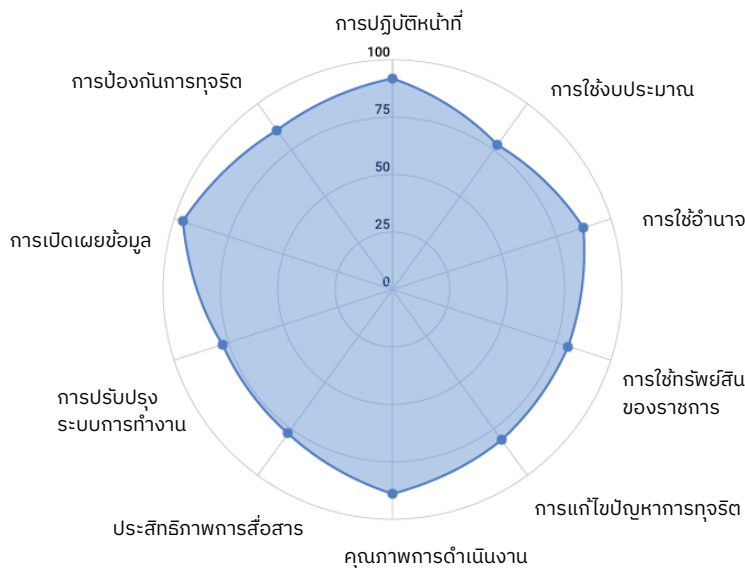 การปฏิบัติหน้าที่
100
การป้องกันการทุจริต
การใช้งบประมาณ
75
50
การใช้อำนาจ
25
การเปิดเผยข้อมูล
0
การใช้ทรัพย์สิน
ของราชการ
การปรับปรุง
ระบบการทำงาน
การแก้ไขปัญหาการทุจริต
ประสิทธิภาพการสื่อสาร
คุณภาพการดำเนินงาน